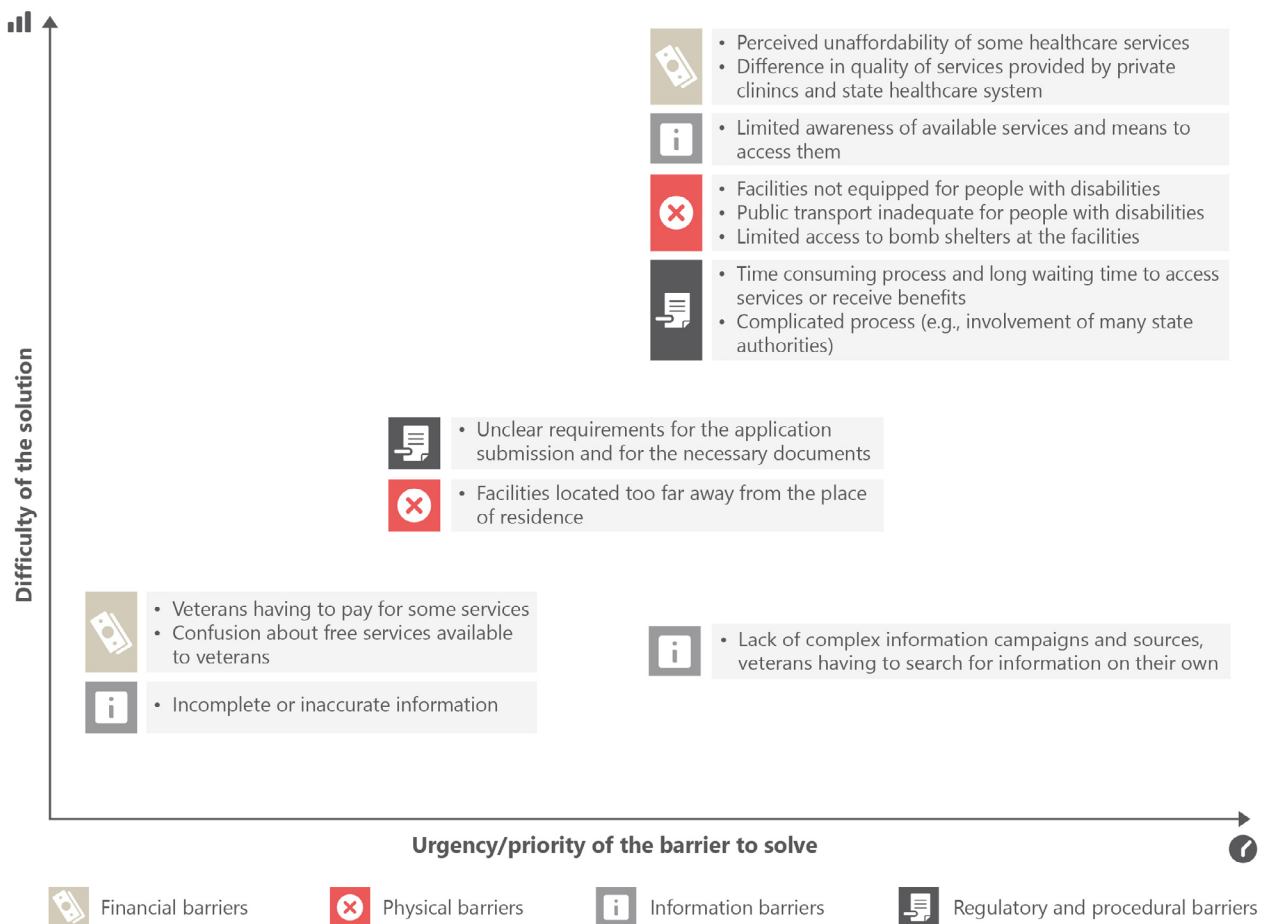 • Perceived unaffordability of some healthcare services
• Difference in quality of services provided by private
clinincs and state healthcare system
• Limited awareness of available services and means to
access them
• Facilities not equipped for people with disabilities
• Public transport inadequate for people with disabilities
• Limited access to bomb shelters at the facilities
• Time consuming process and long waiting time to access
services or receive benefits
• Complicated process (e.g., involvement of many state
authorities)
Difficulty of the solution
• Unclear requirements for the application
submission and for the necessary documents
• Facilities located too far away from the place
of residence
• Veterans having to pay for some services
• Confusion about free services available
to veterans
• Incomplete or inaccurate information
• Lack of complex information campaigns and sources,
veterans having to search for information on their own
Urgency/priority of the barrier to solve
Financial barriers
Physical barriers
Information barriers
Regulatory and procedural barriers